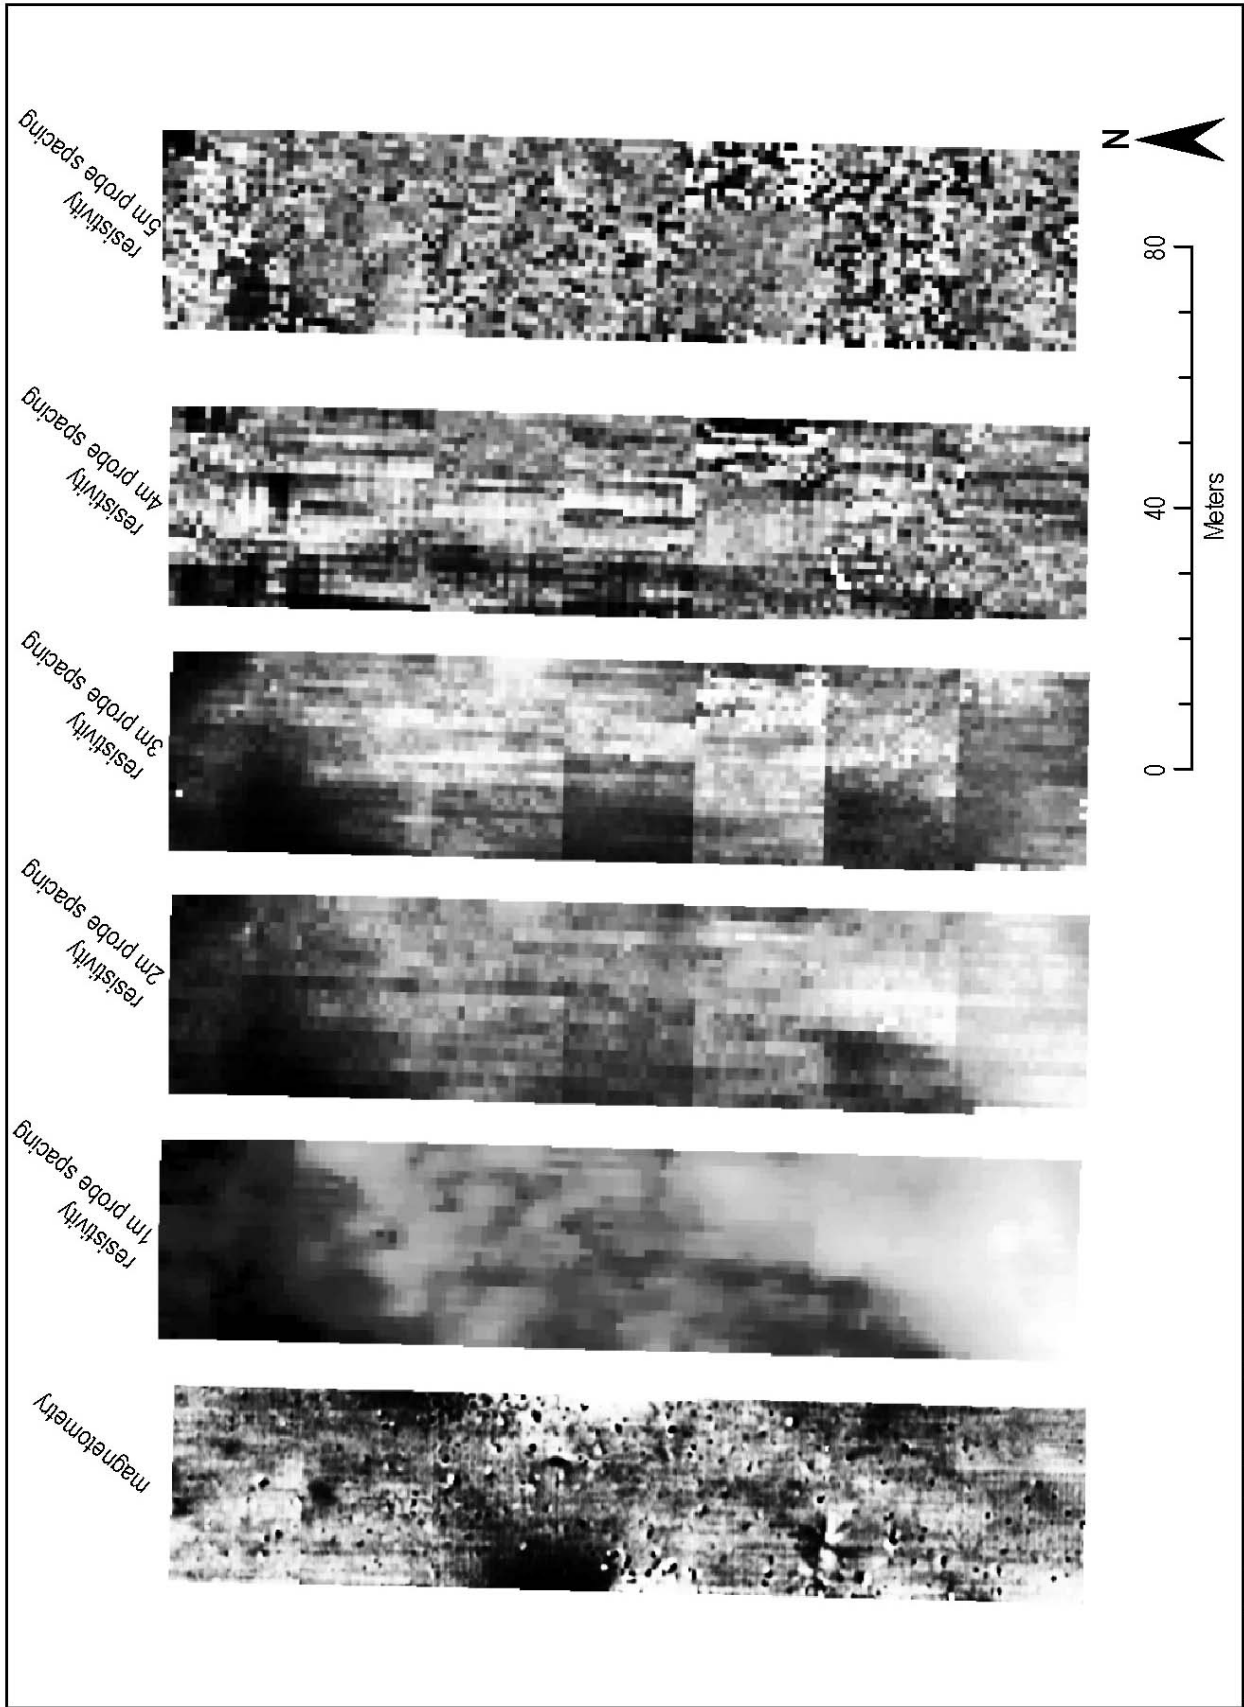 resistivity
5m probe spacing
resistivity
4m probe spacing
resistivity
3m probe spacing
resistivity
2m probe spacing
resistivity
1m probe spacing
magnetometry
N
0
40
80
Meters